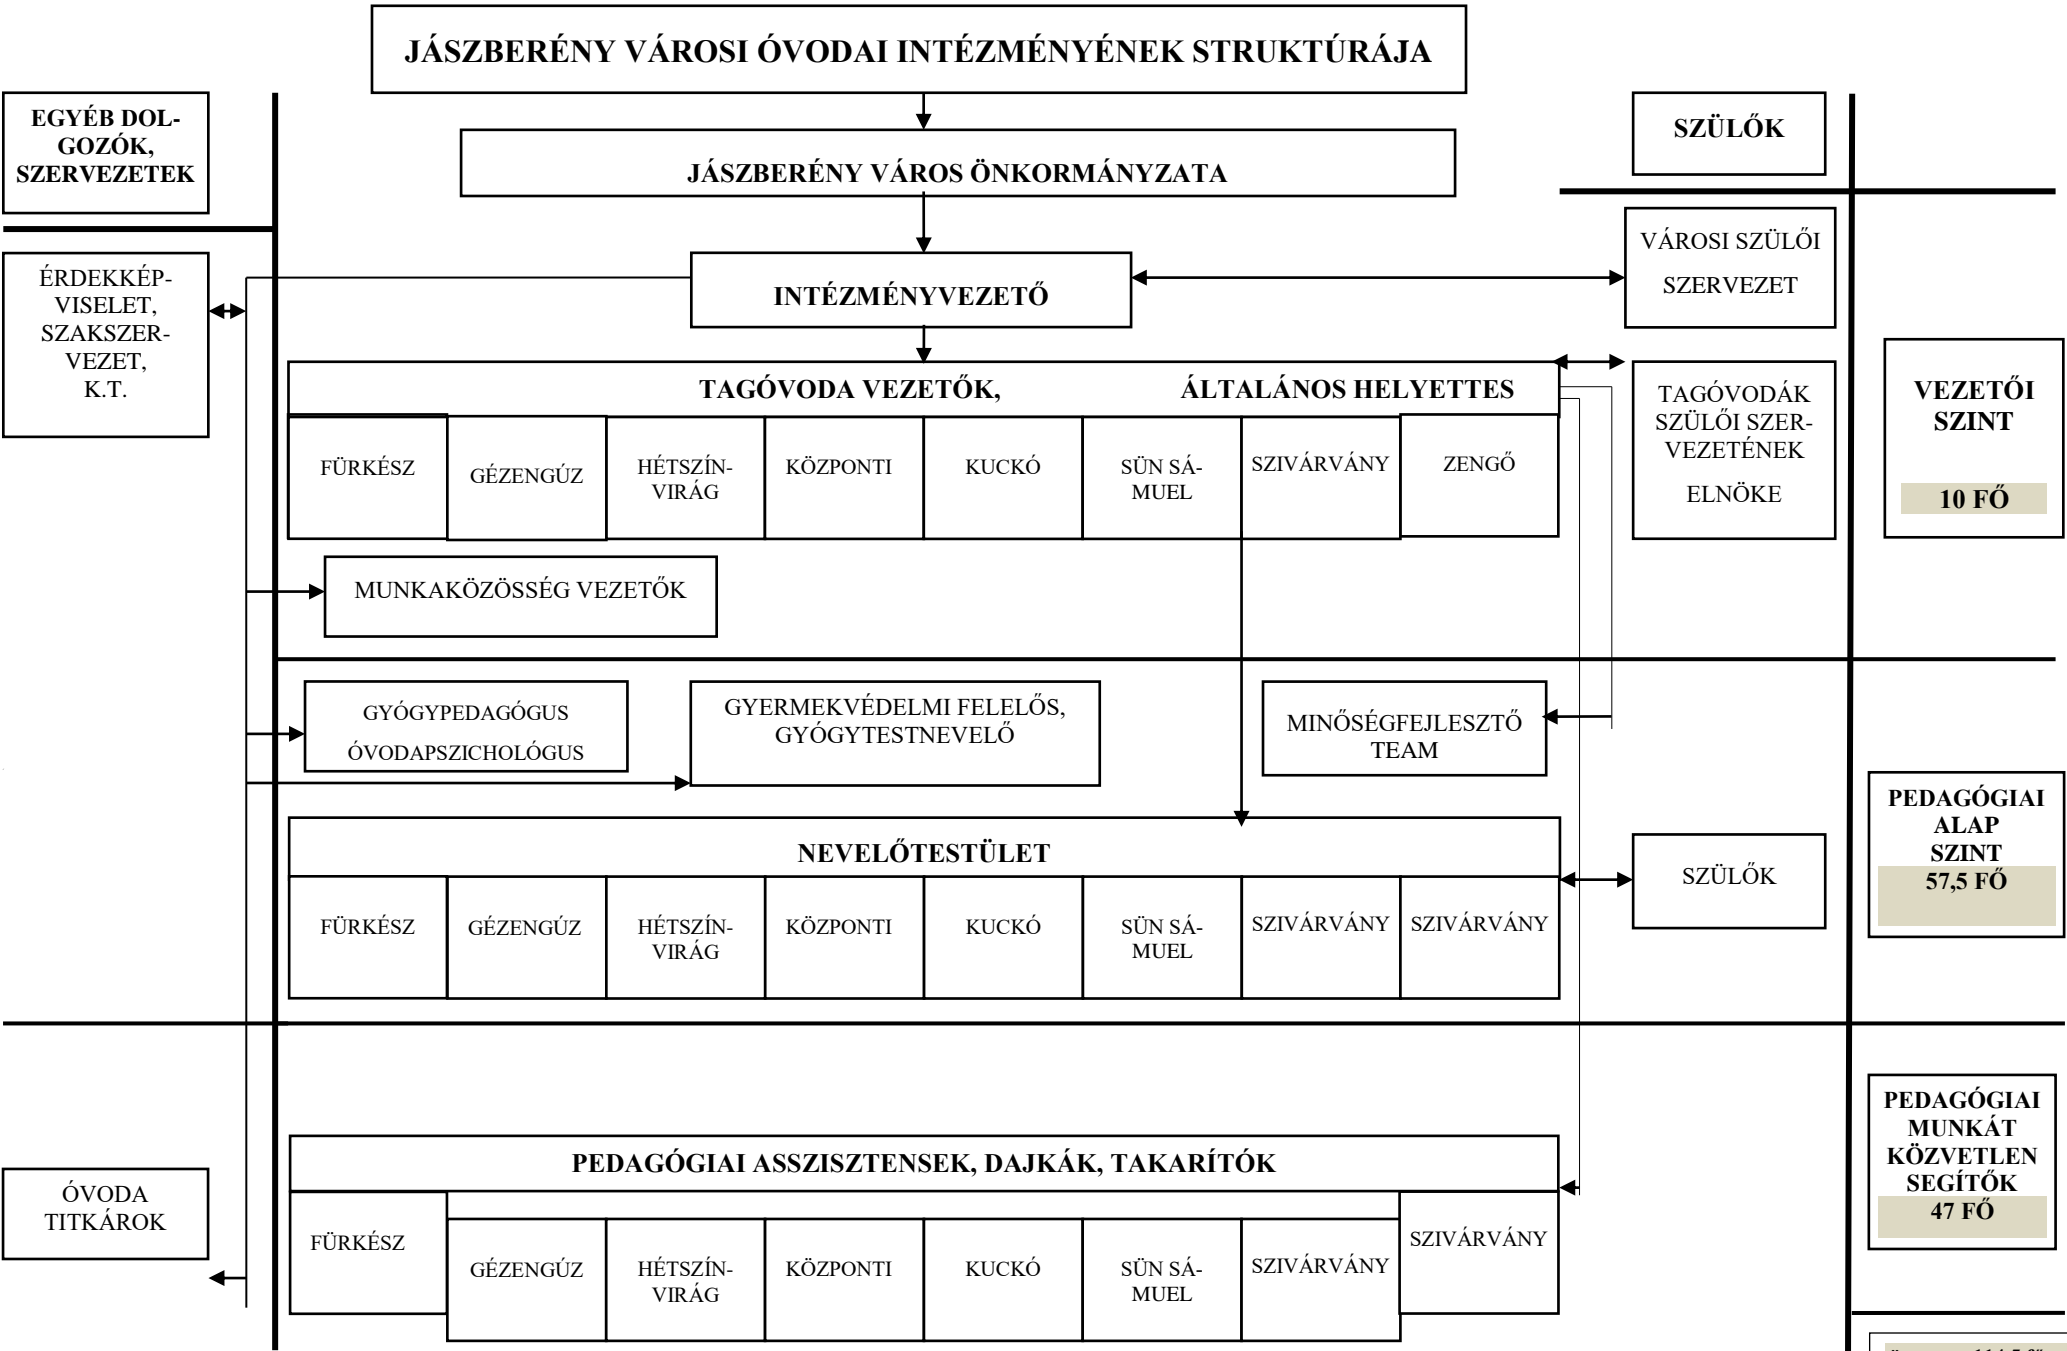 JÁSZBERÉNY VÁROSI ÓVODAI INTÉZMÉNYÉNEK STRUKTÚRÁJA
EGYÉB DOL-
GOZÓK,
SZERVEZETEK
SZÜLŐK
JÁSZBERÉNY VÁROS ÖNKORMÁNYZATA
VÁROSI SZÜLŐI
SZERVEZET
ÉRDEKKÉP-
VISELET,
SZAKSZER-
VEZET,
K.T.
INTÉZMÉNYVEZETŐ
TAGÓVODA VEZETŐK, ÁLTALÁNOS HELYETTES
FÜRKÉSZ
GÉZENGÚZ
HÉTSZÍN-
VIRÁG
KÖZPONTI
KUCKÓ
SÜN SÁ-
MUEL
SZIVÁRVÁNY
ZENGŐ
TAGÓVODÁK
SZÜLŐI SZER-
VEZETÉNEK
ELNÖKE
VEZETŐI
SZINT
10 FŐ
MUNKAKÖZÖSSÉG VEZETŐK
GYÓGYPEDAGÓGUS
ÓVODAPSZICHOLÓGUS
GYERMEKVÉDELMI FELELŐS,
GYÓGYTESTNEVELŐ
MINŐSÉGFEJLESZTŐ
TEAM
NEVELŐTESTÜLET
FÜRKÉSZ
GÉZENGÚZ
HÉTSZÍN-
VIRÁG
KÖZPONTI
KUCKÓ
SÜN SÁ-
MUEL
SZIVÁRVÁNY
SZIVÁRVÁNY
SZÜLŐK
PEDAGÓGIAI
ALAP
SZINT
57,5 FŐ
PEDAGÓGIAI ASSZISZTENSEK, DAJKÁK, TAKARÍTÓK
FÜRKÉSZ
GÉZENGÚZ
HÉTSZÍN-
VIRÁG
KÖZPONTI
KUCKÓ
SÜN SÁ-
MUEL
SZIVÁRVÁNY
SZIVÁRVÁNY
ÓVODA
TITKÁROK
PEDAGÓGIAI
MUNKÁT
KÖZVETLEN
SEGÍTŐK
47 FŐ